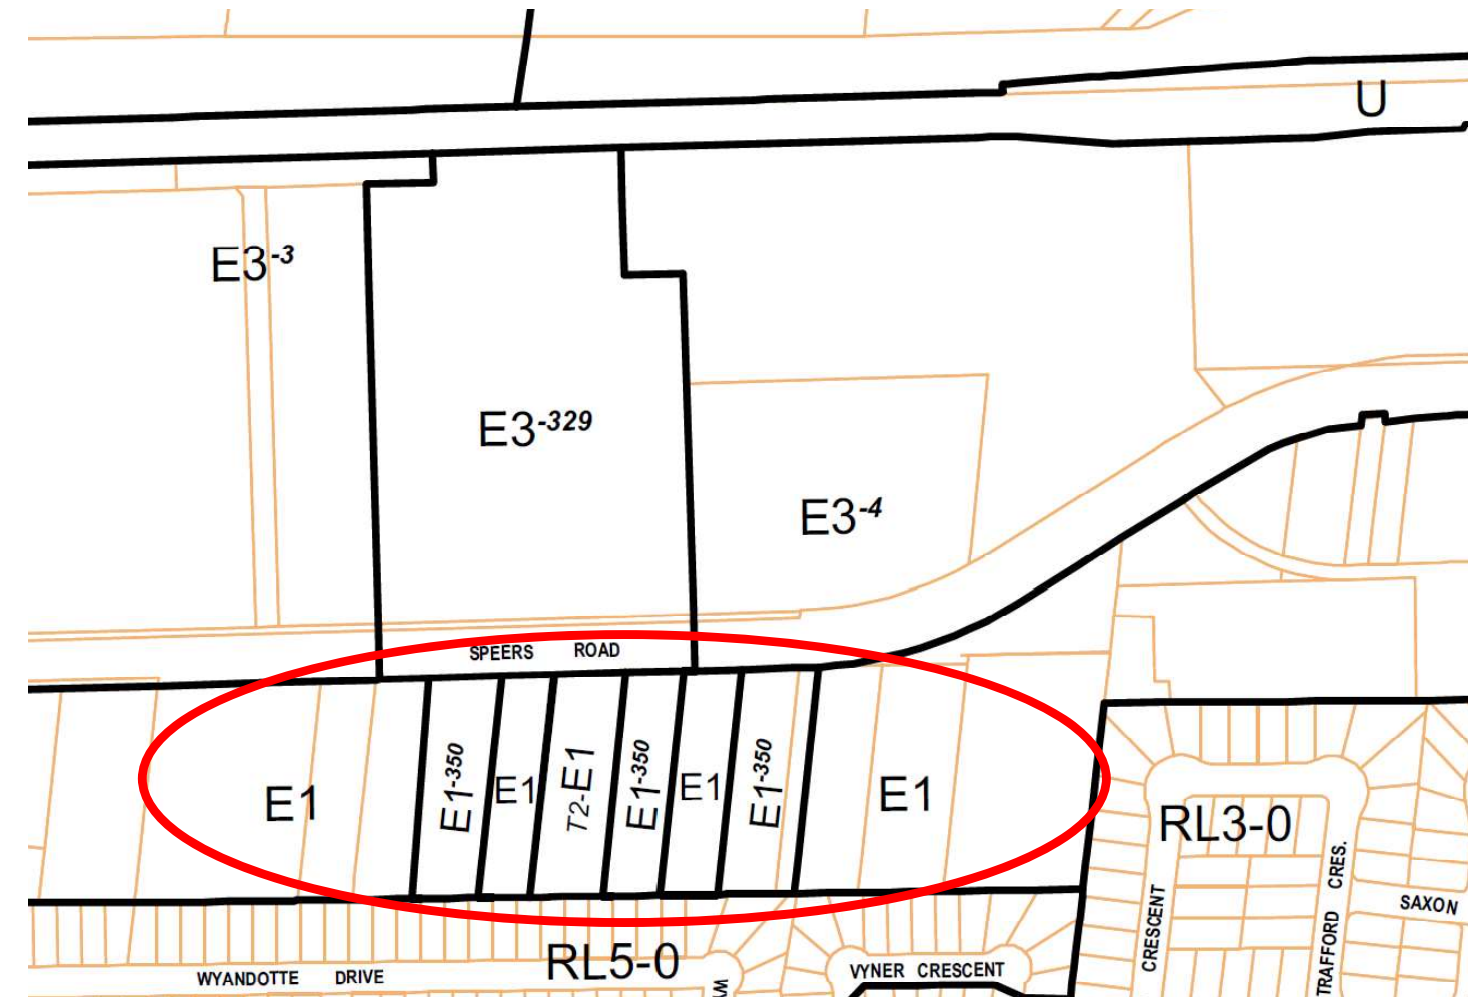 U
E3-3
E3-329
E3-4
SPEERS ROAD
E1
E1-350
E1
T2-E1
E1-350
E1
E1-350
E1
RL3-0
CRESCENT
TRAFFORD CRES.
SAXON
RL5-0
WYANDOTTE DRIVE
VYNER CRESCENT